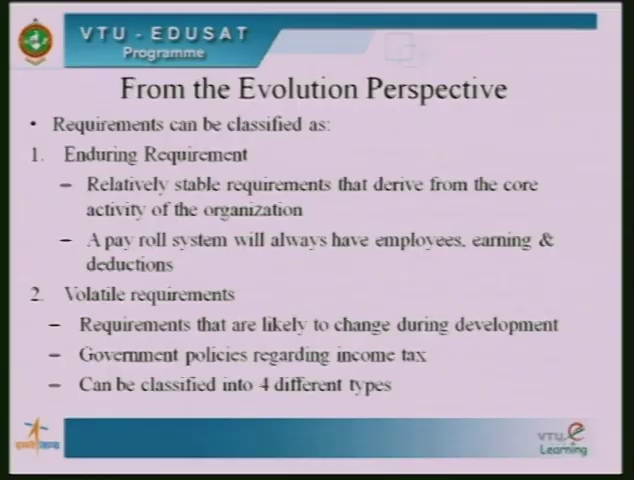 VTU - EDUSAT
Programme
From the Evolution Perspective
• Requirements can be classified as:
1. Enduring Requirement
– Relatively stable requirements that derive from the core
activity of the organization
– A pay roll system will always have employees, earning &
deductions
2. Volatile requirements
– Requirements that are likely to change during development
– Government policies regarding income tax
– Can be classified into 4 different types
VTU e
Learning